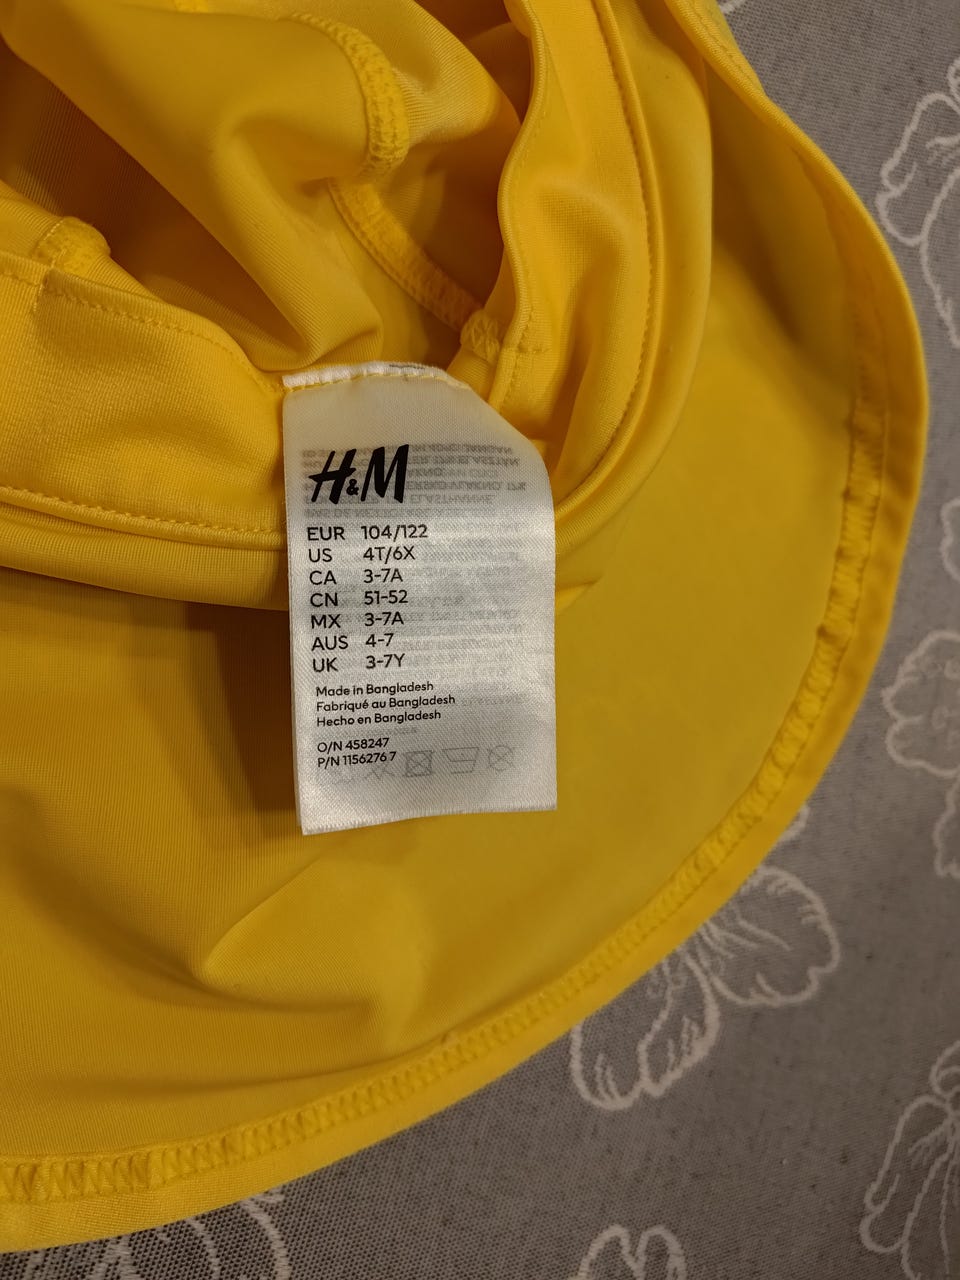 H&M
EUR 104/122
US 4T/6X
CA 3-7A
CN 51-52
MX 3-7A
AUS 4-7
UK 3-7Y
Made in Bangladesh
Fabriqué au Bangladesh
Hecho en Bangladesh
O/N 458247
P/N 1156276 7